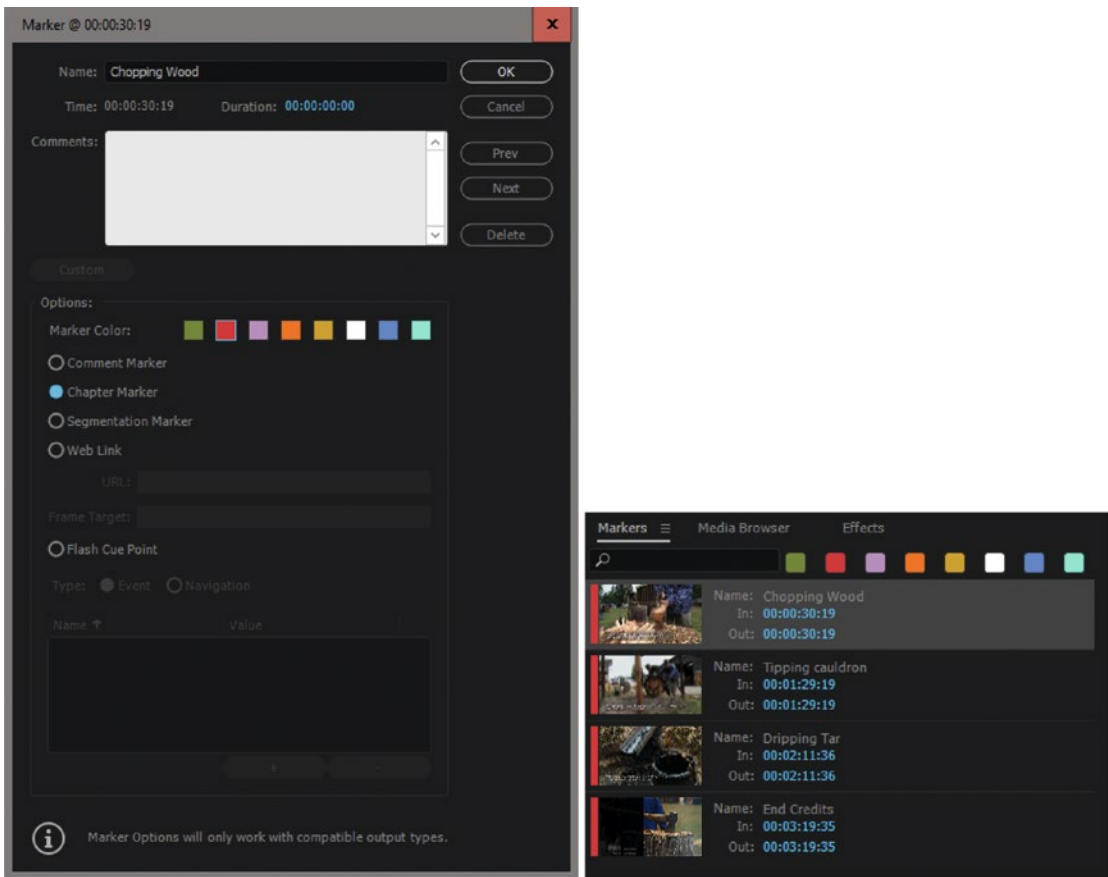 Marker @ 00:00:30:19
x
Name: Chopping Wood
OK
Time: 00:00:30:19 Duration: 00:00:00:00
Cancel
Comments:
Prev
Next
Delete
Custom
Options:
Marker Color:
Comment Marker
Chapter Marker
Segmentation Marker
Web Link
URL:
Frame Target:
Flash Cue Point
Type: Event Navigation
Name Value
+ -
Marker Options will only work with compatible output types.
Markers Media Browser Effects
Name: Chopping Wood
In: 00:00:30:19
Out: 00:00:30:19
Name: Tipping cauldron
In: 00:01:29:19
Out: 00:01:29:19
Name: Dripping Tar
In: 00:02:11:36
Out: 00:02:11:36
Name: End Credits
In: 00:03:19:35
Out: 00:03:19:35